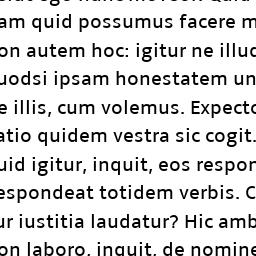 am quid possumus facere m
on autem hoc: igitur ne illud
uodsi ipsam honestatem un
e illis, cum volemus. Expecto
atio quidem vestra sic cogit.
uid igitur, inquit, eos respon
espondeat totidem verbis. C
ur iustitia laudatur? Hic amb
on laboro, inquit, de nomine